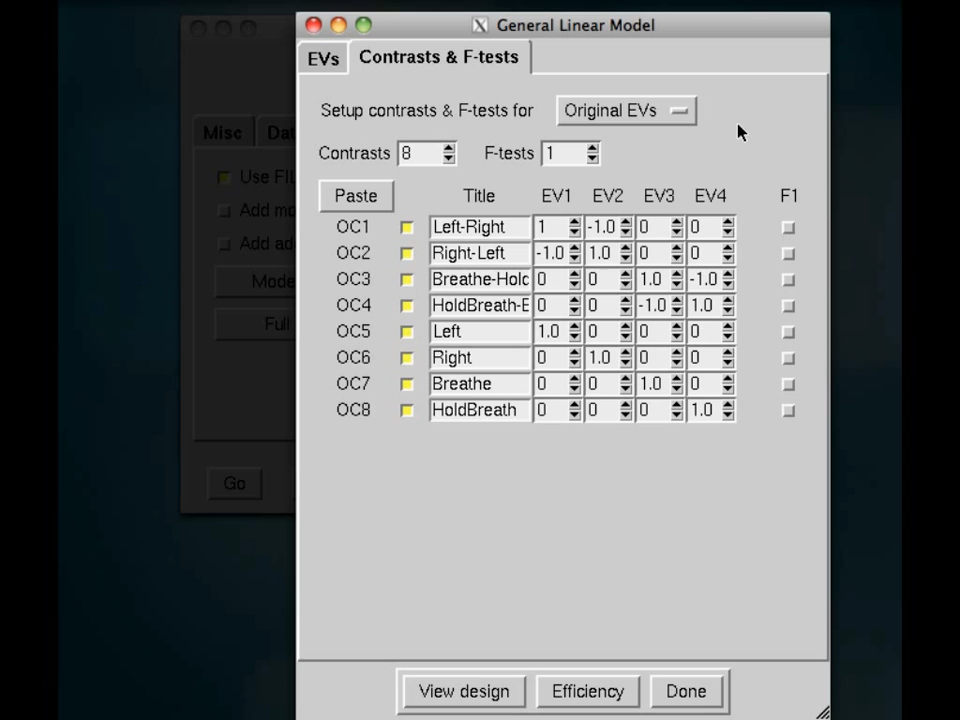 General Linear Model
EVs Contrasts & F-tests
Setup contrasts & F-tests for Original EVs
Contrasts 8 F-tests 1
Paste Title EV1 EV2 EV3 EV4 F1
OC1 Left-Right 1 -1.0 0 0
OC2 Right-Left -1.0 1.0 0 0
OC3 Breathe-Hold 0 0 1.0 -1.0
OC4 HoldBreath-E 0 0 -1.0 1.0
OC5 Left 1.0 0 0 0
OC6 Right 0 1.0 0 0
OC7 Breathe 0 0 1.0 0
OC8 HoldBreath 0 0 0 1.0
View design Efficiency Done
Misc Dat
Use FIL
Add mo
Add ad
Mode
Full
Go